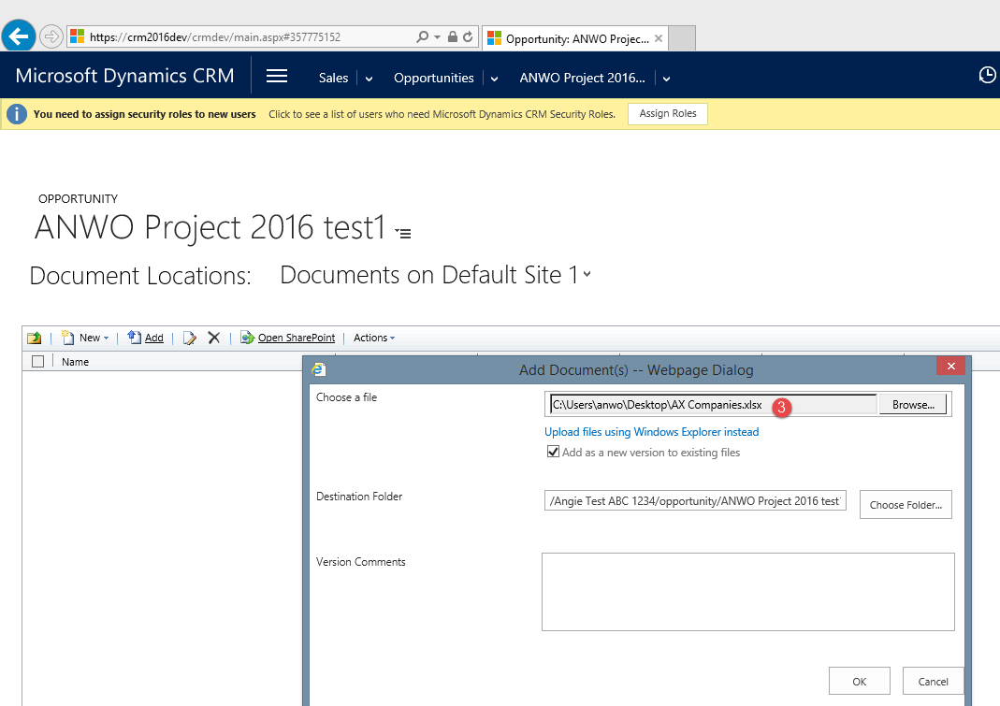 https://crm2016dev/crmdev/main.aspx#357775152
Opportunity: ANWO Projec...
Microsoft Dynamics CRM
Sales
Opportunities
ANWO Project 2016...
You need to assign security roles to new users Click to see a list of users who need Microsoft Dynamics CRM Security Roles. Assign Roles
OPPORTUNITY
ANWO Project 2016 test1
Document Locations: Documents on Default Site 1
New Add Open SharePoint Actions
Name
Add Document(s) -- Webpage Dialog
Choose a file
C:\Users\anwo\Desktop\AX Companies.xlsx 3 Browse...
Upload files using Windows Explorer instead
Add as a new version to existing files
Destination Folder
/Angie Test ABC 1234/opportunity/ANWO Project 2016 test Choose Folder...
Version Comments
OK Cancel